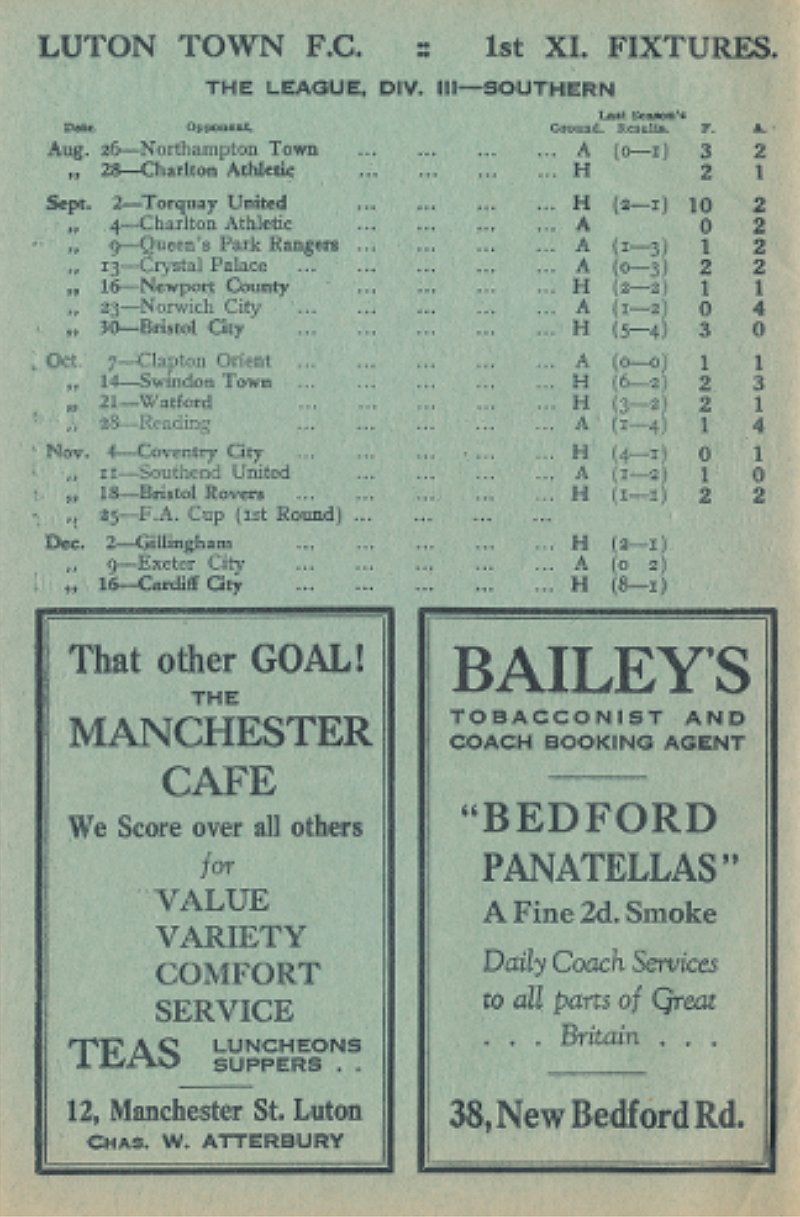 LUTON TOWN F.C. :: 1st XI. FIXTURES.
THE LEAGUE, DIV. III—SOUTHERN
Date. Opponent. Ground. Last Season's Results. F. A.
Aug. 26—Northampton Town ... ... ... ... A (0—1) 3 2
„ 28—Charlton Athletic ... ... ... ... H 2 1
Sept. 2—Torquay United ... ... ... ... H (2—1) 10 2
„ 4—Charlton Athletic ... ... ... ... A 0 2
„ 9—Queen's Park Rangers ... ... ... ... A (1—3) 1 2
„ 13—Crystal Palace ... ... ... ... ... A (0—3) 2 2
„ 16—Newport County ... ... ... ... H (2—2) 1 1
„ 23—Norwich City ... ... ... ... ... A (1—2) 0 4
„ 30—Bristol City ... ... ... ... ... H (5—4) 3 0
Oct. 7—Clapton Orient ... ... ... ... ... A (0—0) 1 1
„ 14—Swindon Town ... ... ... ... ... H (6—2) 2 3
„ 21—Watford ... ... ... ... ... H (3—2) 2 1
„ 28—Reading ... ... ... ... ... A (1—4) 1 4
Nov. 4—Coventry City ... ... ... ... ... H (4—1) 0 1
„ 11—Southend United ... ... ... ... A (1—2) 1 0
„ 18—Bristol Rovers ... ... ... ... ... H (1—1) 2 2
„ 25—F.A. Cup (1st Round) ... ... ... ...
Dec. 2—Gillingham ... ... ... ... ... H (2—1)
„ 9—Exeter City ... ... ... ... ... A (0 2)
„ 16—Cardiff City ... ... ... ... ... H (8—1)
That other GOAL!
THE
MANCHESTER
CAFE
We Score over all others
for
VALUE
VARIETY
COMFORT
SERVICE
TEAS LUNCHEONS
SUPPERS . .
12, Manchester St. Luton
CHAS. W. ATTERBURY
BAILEY'S
TOBACCONIST AND
COACH BOOKING AGENT
"BEDFORD
PANATELLAS"
A Fine 2d. Smoke
Daily Coach Services
to all parts of Great
. . . Britain . . .
38, New Bedford Rd.